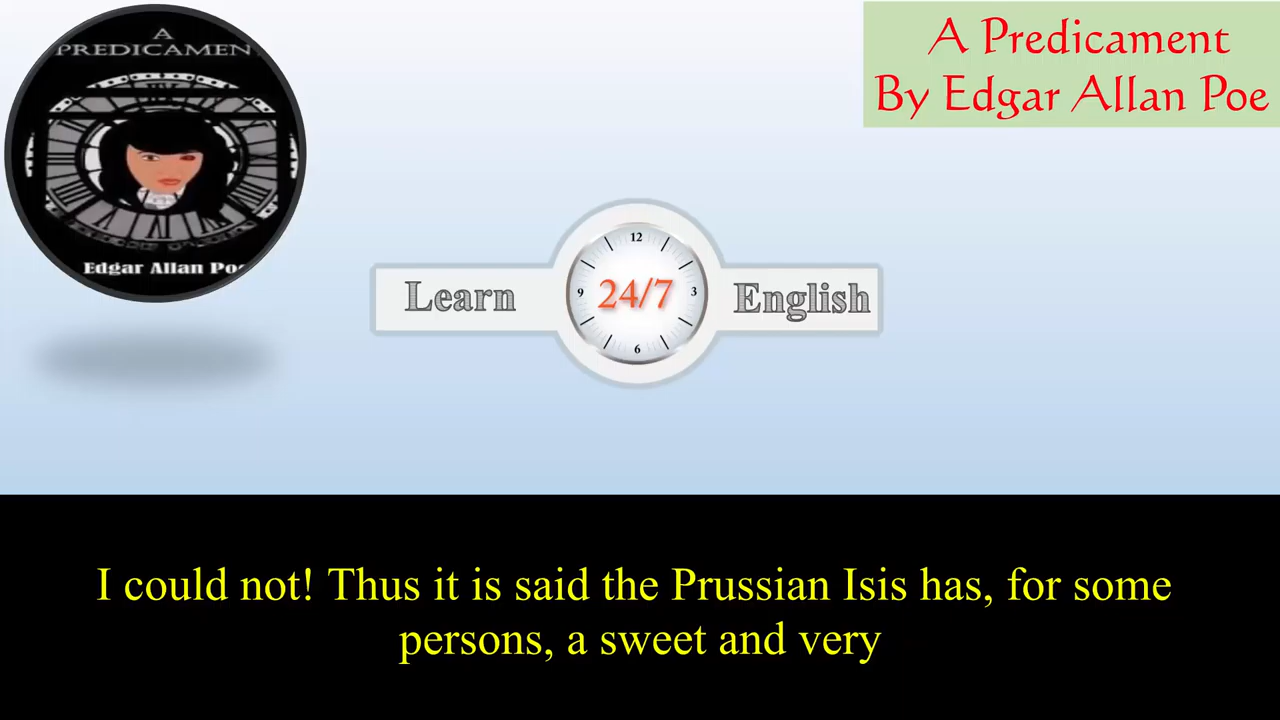 A
PREDICAMEN
Edgar Allan Poe
A Predicament
By Edgar Allan Poe
Learn 24/7 English
12
9
3
6
I could not! Thus it is said the Prussian Isis has, for some
persons, a sweet and very